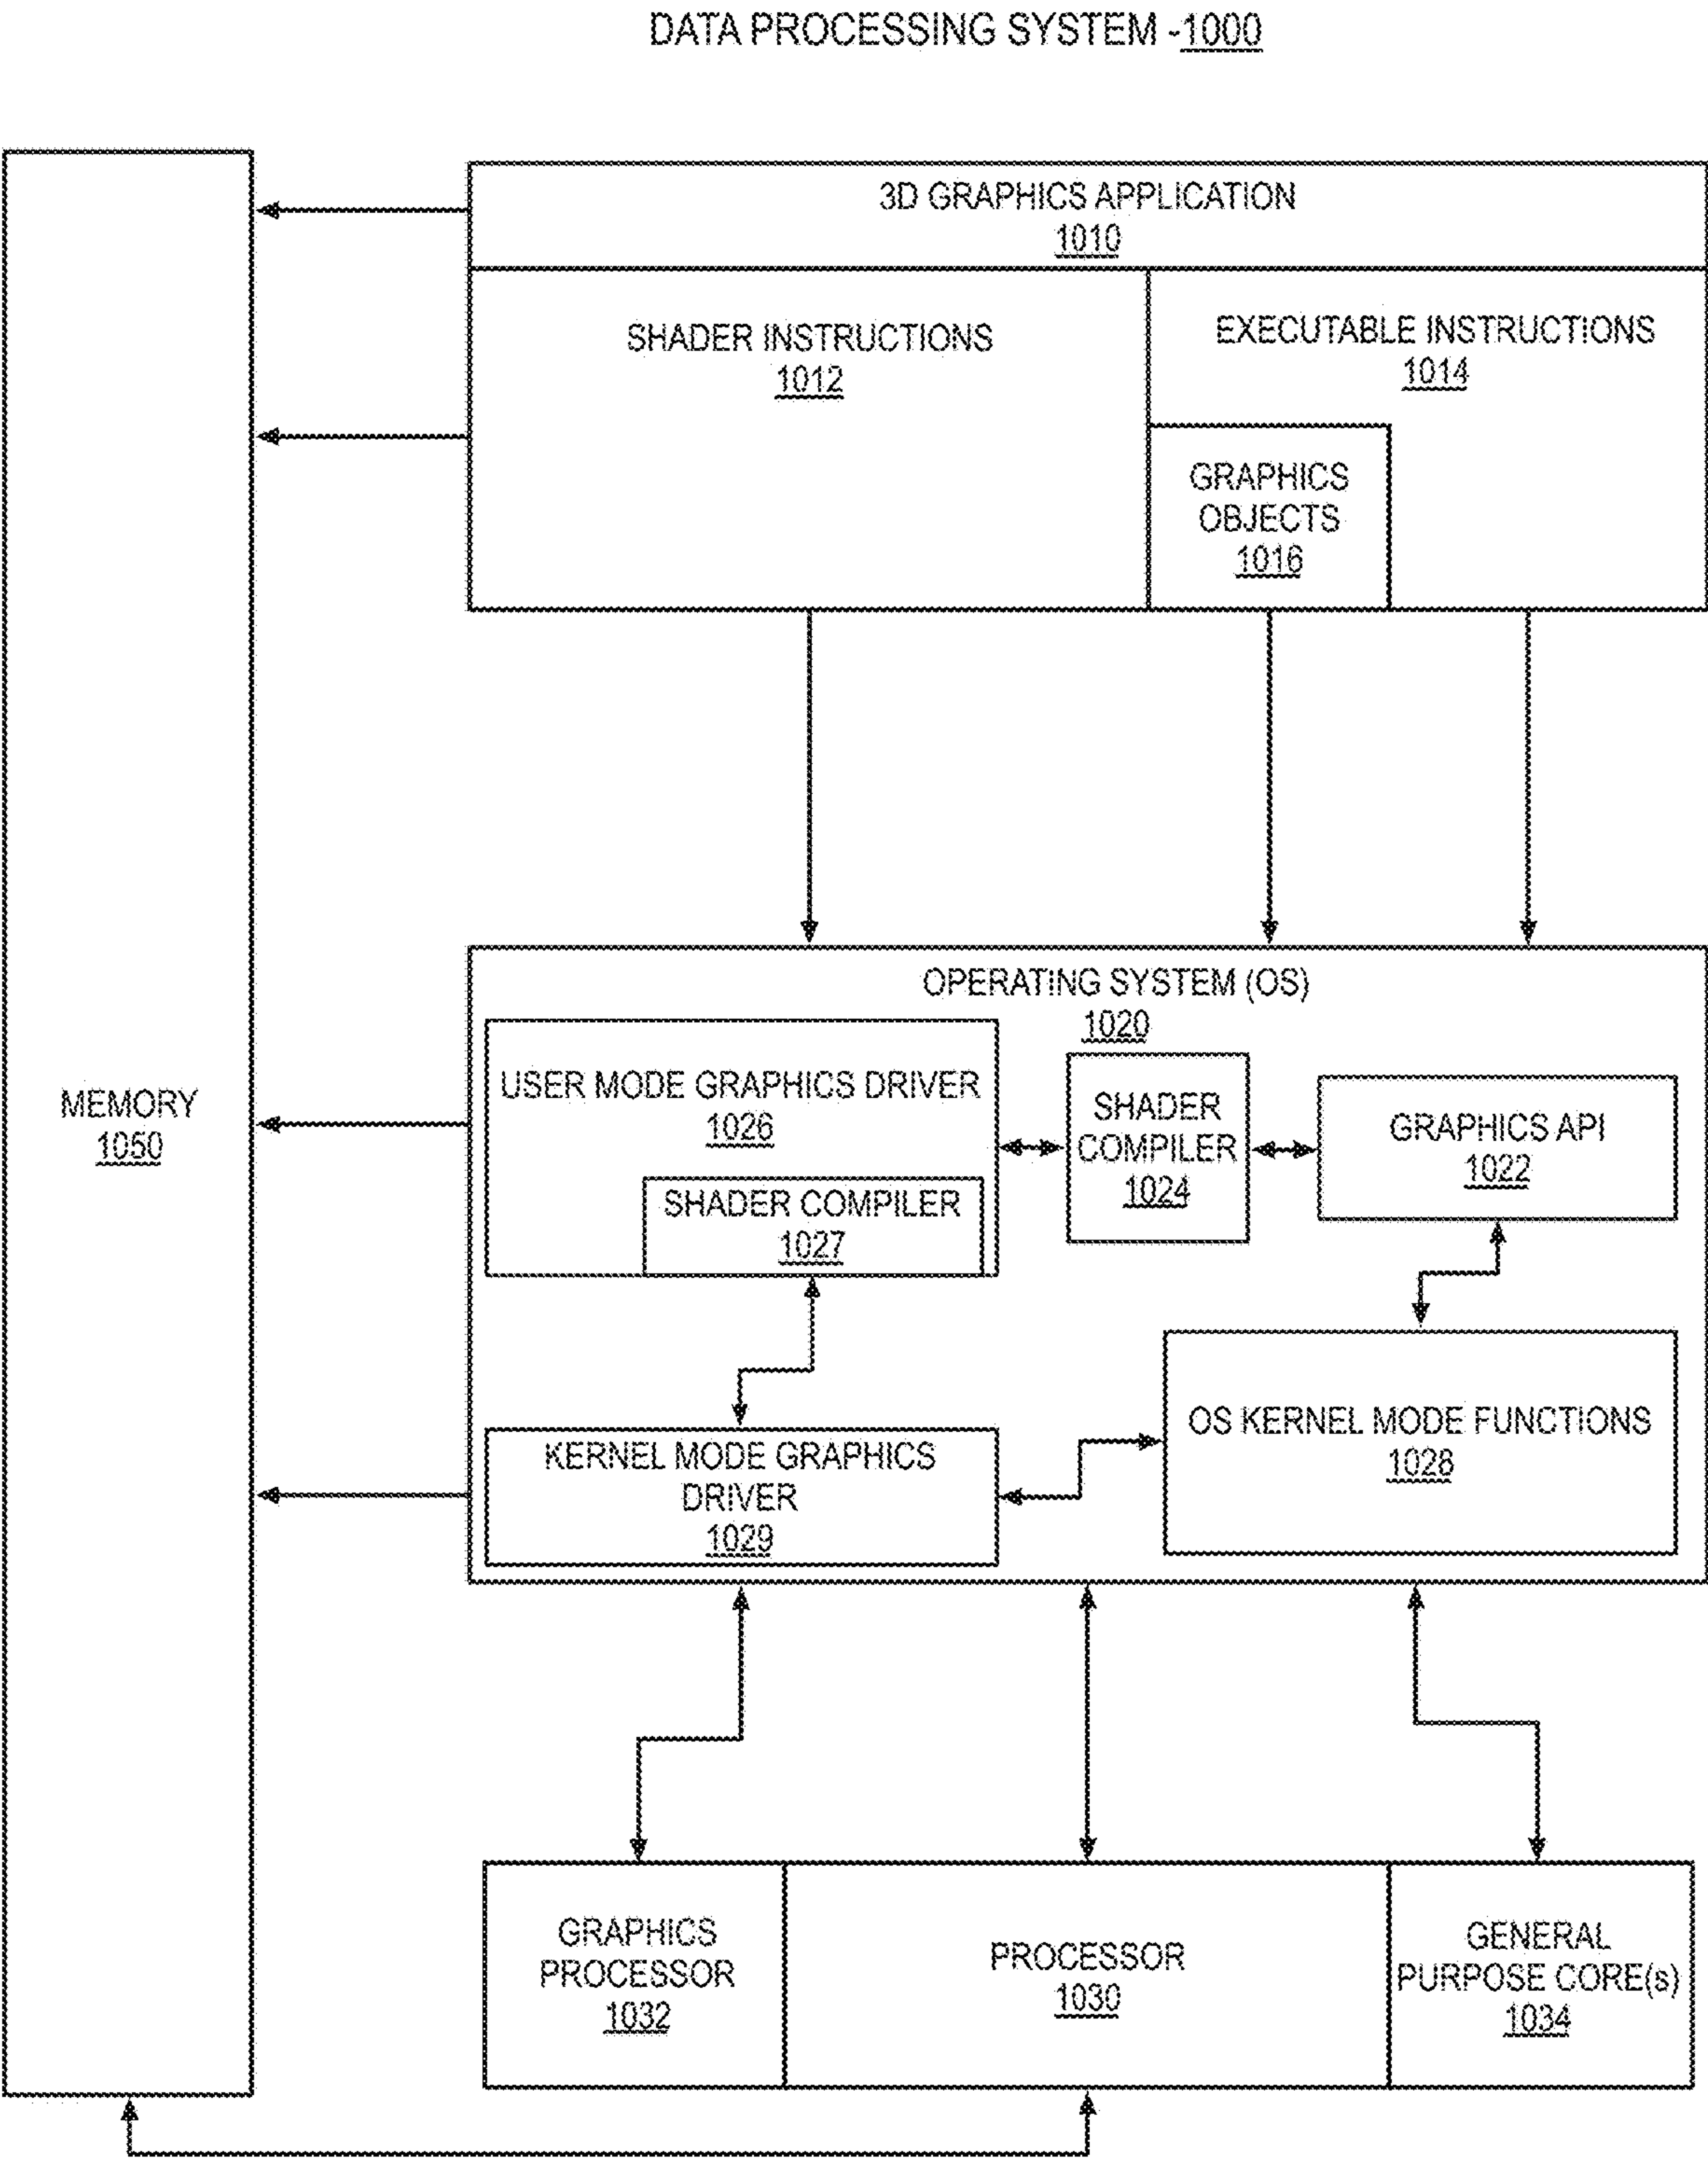 DATA PROCESSING SYSTEM -1000
3D GRAPHICS APPLICATION
1010
SHADER INSTRUCTIONS
1012
EXECUTABLE INSTRUCTIONS
1014
GRAPHICS
OBJECTS
1016
MEMORY
1050
OPERATING SYSTEM (OS)
1020
USER MODE GRAPHICS DRIVER
1026
SHADER COMPILER
1027
SHADER
COMPILER
1024
GRAPHICS API
1022
KERNEL MODE GRAPHICS
DRIVER
1029
OS KERNEL MODE FUNCTIONS
1028
GRAPHICS
PROCESSOR
1032
PROCESSOR
1030
GENERAL
PURPOSE CORE(s)
1034